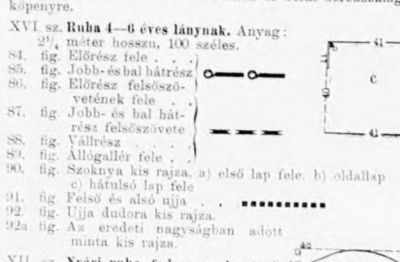 köpenyre.
XVI. sz. Ruha 4—6 éves lánynak. Anyag:
2¼ méter hosszu, 100 széles.
84. fig. Előrész fele . . .
85. fig. Jobb- és bal hátrész
86. fig. Előrész felsőszö-
vetének fele . .
87. fig. Jobb- és bal hát-
rész felsőszövete
88. fig. Vállrész . . . .
89. fig. Állógallér fele . .
90. fig. Szoknya kis rajza, a) első lap fele. b) oldallap
c) hátulsó lap fele
91. fig. Felső és alsó ujja . .
92. fig. Ujja dudora kis rajza.
92a fig. Az eredeti nagyságban adott
minta kis rajza.
41
c
41
40